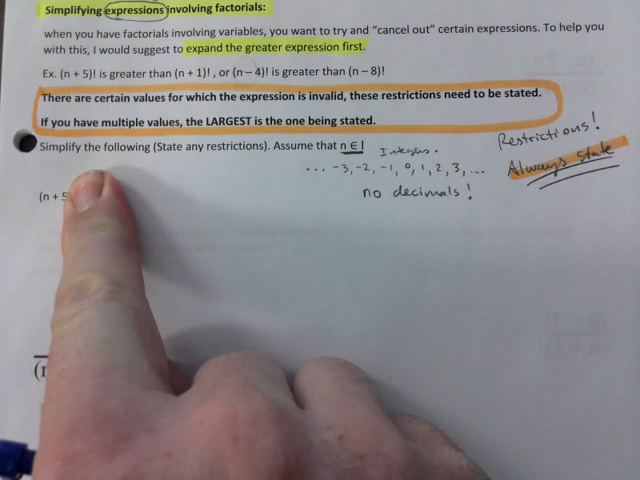 Simplifying expressions involving factorials:
when you have factorials involving variables, you want to try and “cancel out” certain expressions. To help you
with this, I would suggest to expand the greater expression first.
Ex. (n + 5)! is greater than (n + 1)! , or (n – 4)! is greater than (n – 8)!
There are certain values for which the expression is invalid, these restrictions need to be stated.
If you have multiple values, the LARGEST is the one being stated.
Restrictions!
Simplify the following (State any restrictions). Assume that n ∈ I Integers.
Always state
... -3, -2, -1, 0, 1, 2, 3, ...
no decimals!
(n + 5